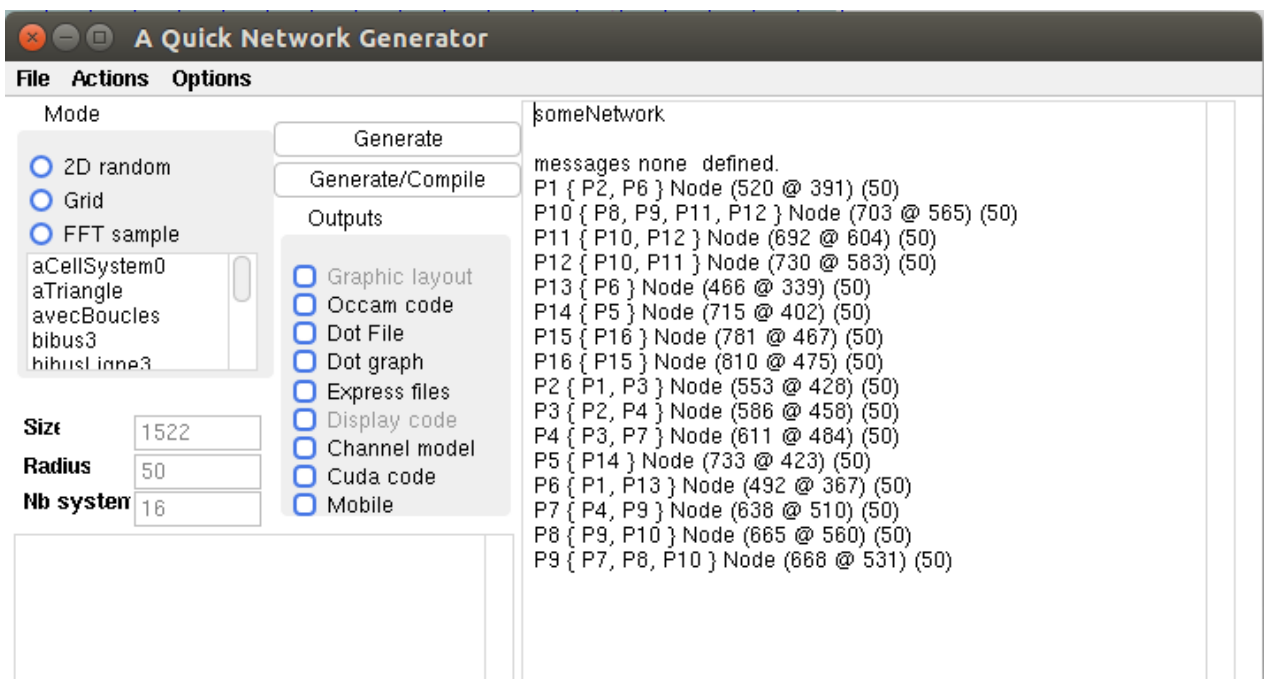 A Quick Network Generator
File Actions Options
Mode
2D random
Grid
FFT sample
aCellSystem0
aTriangle
avecBoucles
bibus3
bibusLigne3
Size
1522
Radius
50
Nb system
16
Generate
Generate/Compile
Outputs
Graphic layout
Occam code
Dot File
Dot graph
Express files
Display code
Channel model
Cuda code
Mobile
someNetwork
messages none  defined.
P1 { P2, P6 } Node (520 @ 391) (50)
P10 { P8, P9, P11, P12 } Node (703 @ 565) (50)
P11 { P10, P12 } Node (692 @ 604) (50)
P12 { P10, P11 } Node (730 @ 583) (50)
P13 { P6 } Node (466 @ 339) (50)
P14 { P5 } Node (715 @ 402) (50)
P15 { P16 } Node (781 @ 467) (50)
P16 { P15 } Node (810 @ 475) (50)
P2 { P1, P3 } Node (553 @ 428) (50)
P3 { P2, P4 } Node (586 @ 458) (50)
P4 { P3, P7 } Node (611 @ 484) (50)
P5 { P14 } Node (733 @ 423) (50)
P6 { P1, P13 } Node (492 @ 367) (50)
P7 { P4, P9 } Node (638 @ 510) (50)
P8 { P9, P10 } Node (665 @ 560) (50)
P9 { P7, P8, P10 } Node (668 @ 531) (50)